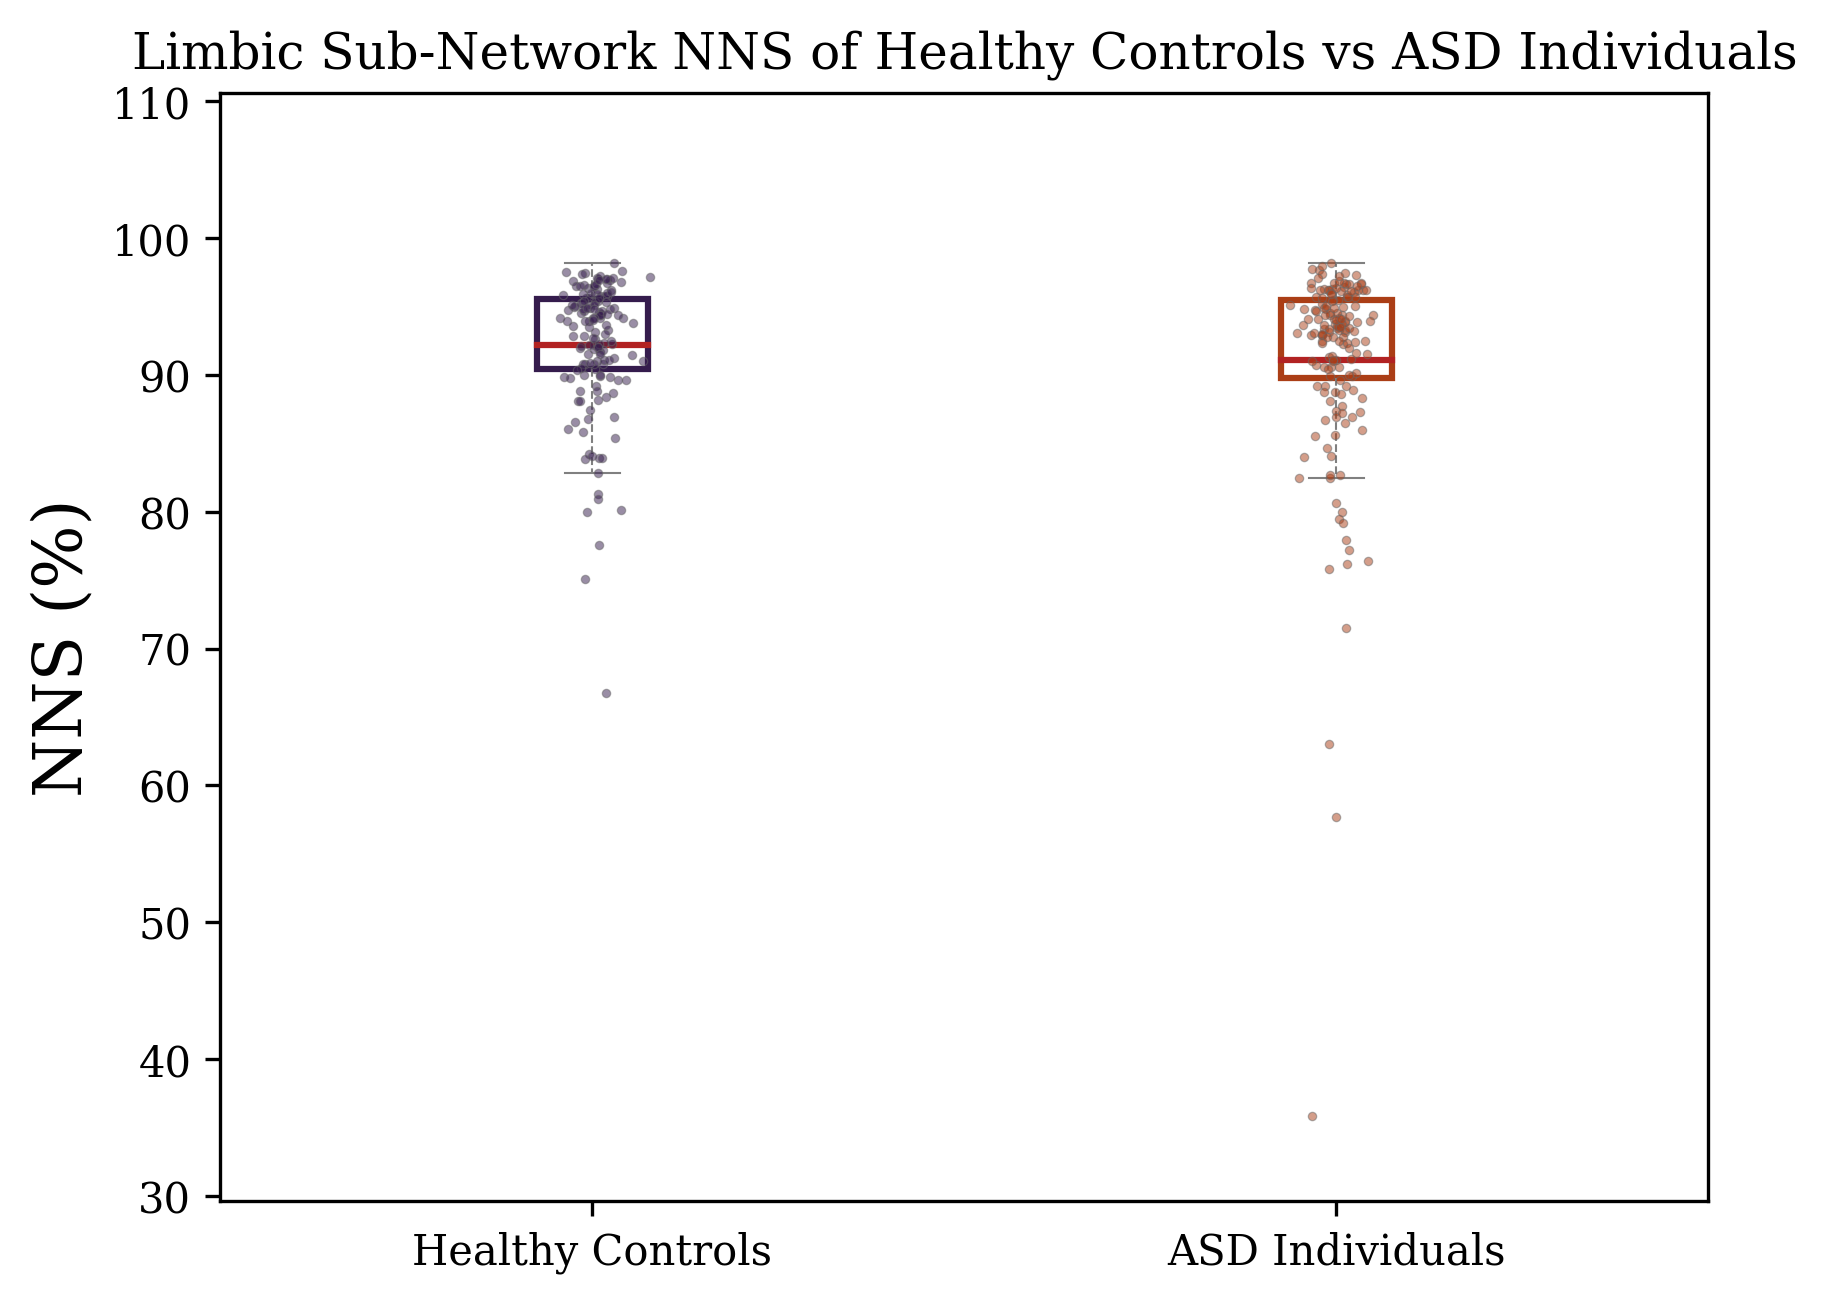 Limbic Sub-Network NNS of Healthy Controls vs ASD Individuals
110
100
90
80
70
60
50
40
30
NNS (%)
Healthy Controls
ASD Individuals